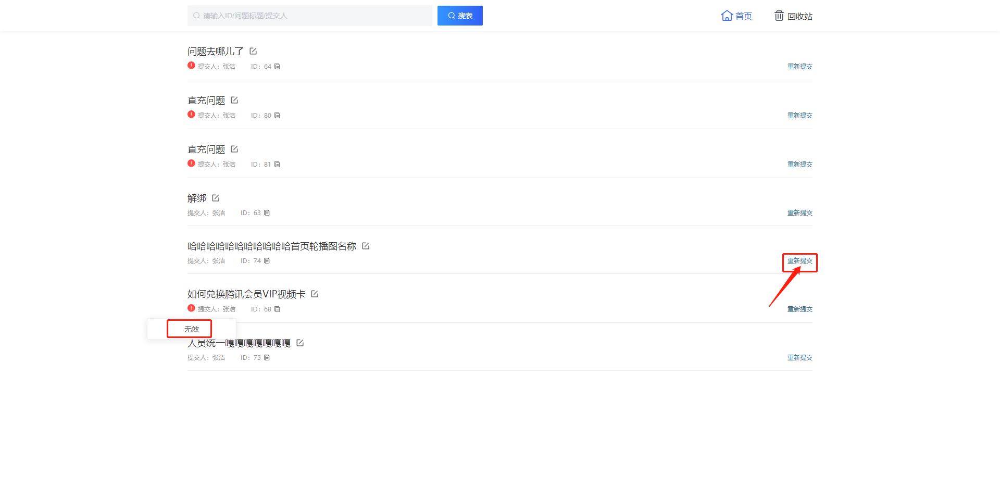 请输入ID/问题标题/提交人 搜索 首页 回收站
问题去哪儿了
提交人：张洁 ID：64 重新提交
直充问题
提交人：张洁 ID：80 重新提交
直充问题
提交人：张洁 ID：81 重新提交
解绑
提交人：张洁 ID：63 重新提交
哈哈哈哈哈哈哈哈哈哈哈首页轮播图名称
提交人：张洁 ID：74 重新提交
如何兑换腾讯会员VIP视频卡
提交人：张洁 ID：68 重新提交
无效
人员统一嘎嘎嘎嘎嘎嘎嘎
提交人：张洁 ID：75 重新提交